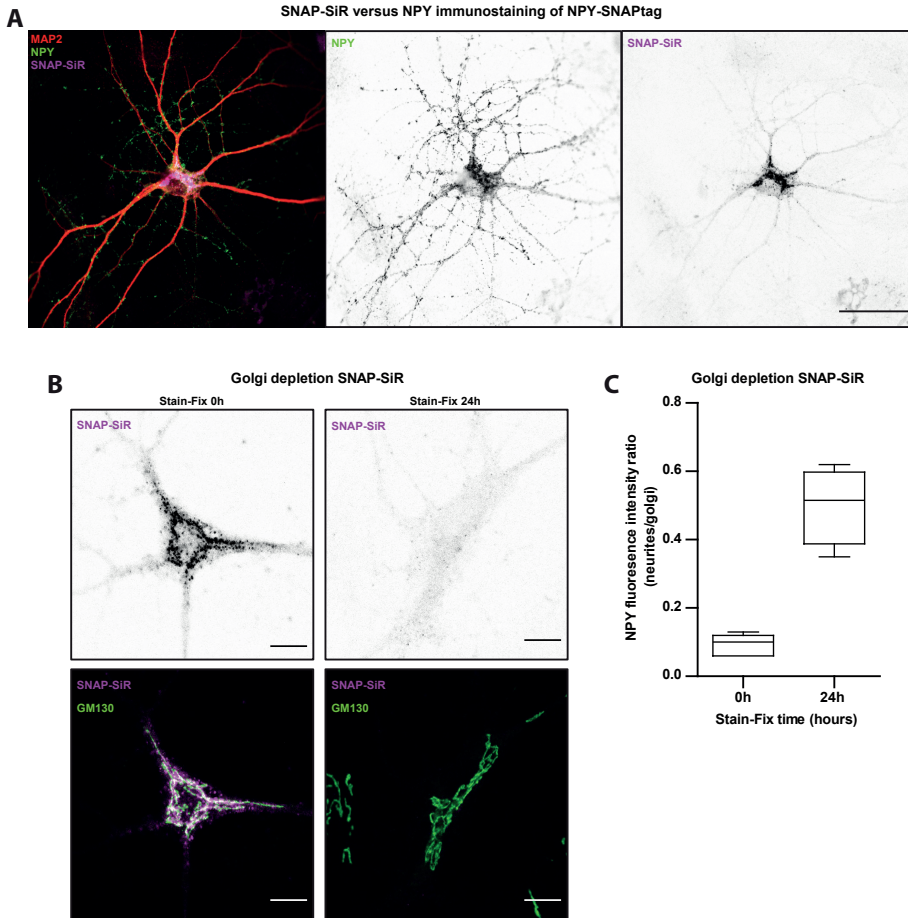 SNAP-SiR versus NPY immunostaining of NPY-SNAPtag
A
MAP2
NPY
SNAP-SiR
NPY
SNAP-SiR
B
Golgi depletion SNAP-SiR
Stain-Fix 0h
Stain-Fix 24h
SNAP-SiR
SNAP-SiR
SNAP-SiR
GM130
SNAP-SiR
GM130
C
Golgi depletion SNAP-SiR
NPY fluoresence intensity ratio
(neurites/golgi)
0.8
0.6
0.4
0.2
0.0
0h
24h
Stain-Fix time (hours)